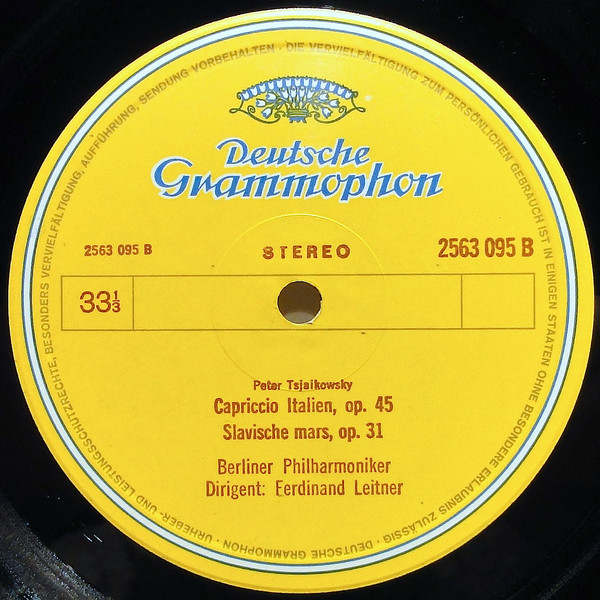 Deutsche
Grammophon
2563 095 B
STEREO
2563 095 B
33⅓
Peter Tsjaikowsky
Capriccio Italien, op. 45
Slavische mars, op. 31
Berliner Philharmoniker
Dirigent: Eerdinand Leitner
DEUTSCHE GRAMMOPHON · URHEBER- UND LEISTUNGSSCHUTZRECHTE, BESONDERS VERVIELFÄLTIGUNG, AUFFÜHRUNG, SENDUNG VORBEHALTEN · DIE VERVIELFÄLTIGUNG ZUM PERSÖNLICHEN GEBRAUCH IST IN EINIGEN STAATEN OHNE BESONDERE ERLAUBNIS ZULÄSSIG ·